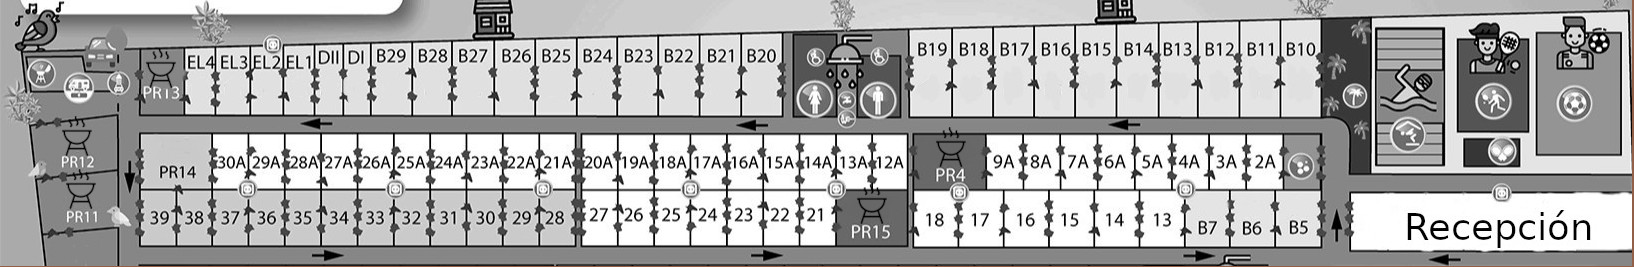 EL4 EL3 EL2 EL1 DII DI B29 B28 B27 B26 B25 B24 B23 B22 B21 B20 B19 B18 B17 B16 B15 B14 B13 B12 B11 B10
PR13
PR12
PR14 30A 29A 28A 27A 26A 25A 24A 23A 22A 21A 20A 19A 18A 17A 16A 15A 14A 13A 12A PR4 9A 8A 7A 6A 5A 4A 3A 2A
PR11
39 38 37 36 35 34 33 32 31 30 29 28 27 26 25 24 23 22 21 PR15 18 17 16 15 14 13 B7 B6 B5
Recepción